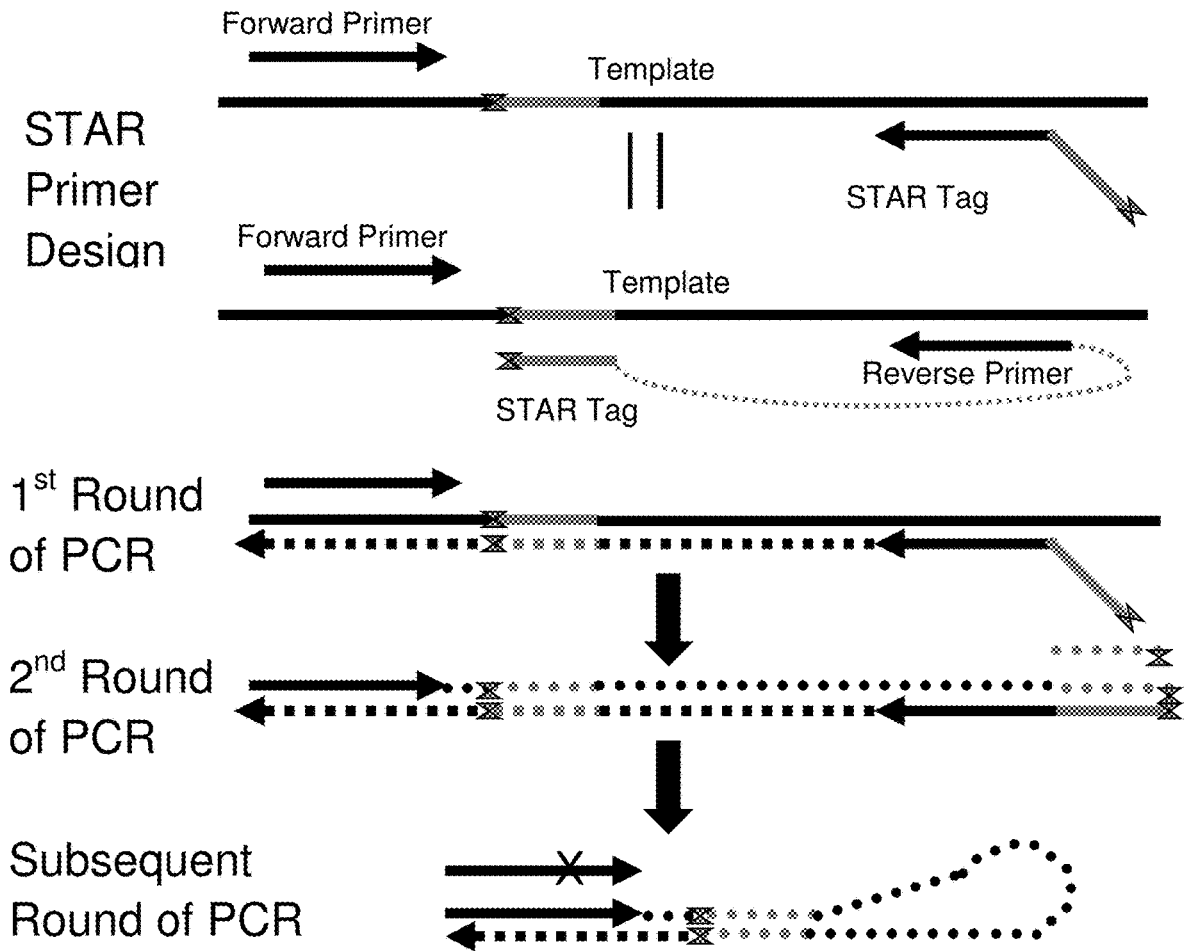 Forward Primer
Template
STAR
Primer
Design
STAR Tag
Forward Primer
Template
Reverse Primer
STAR Tag
1st Round
of PCR
2nd Round
of PCR
Subsequent
Round of PCR